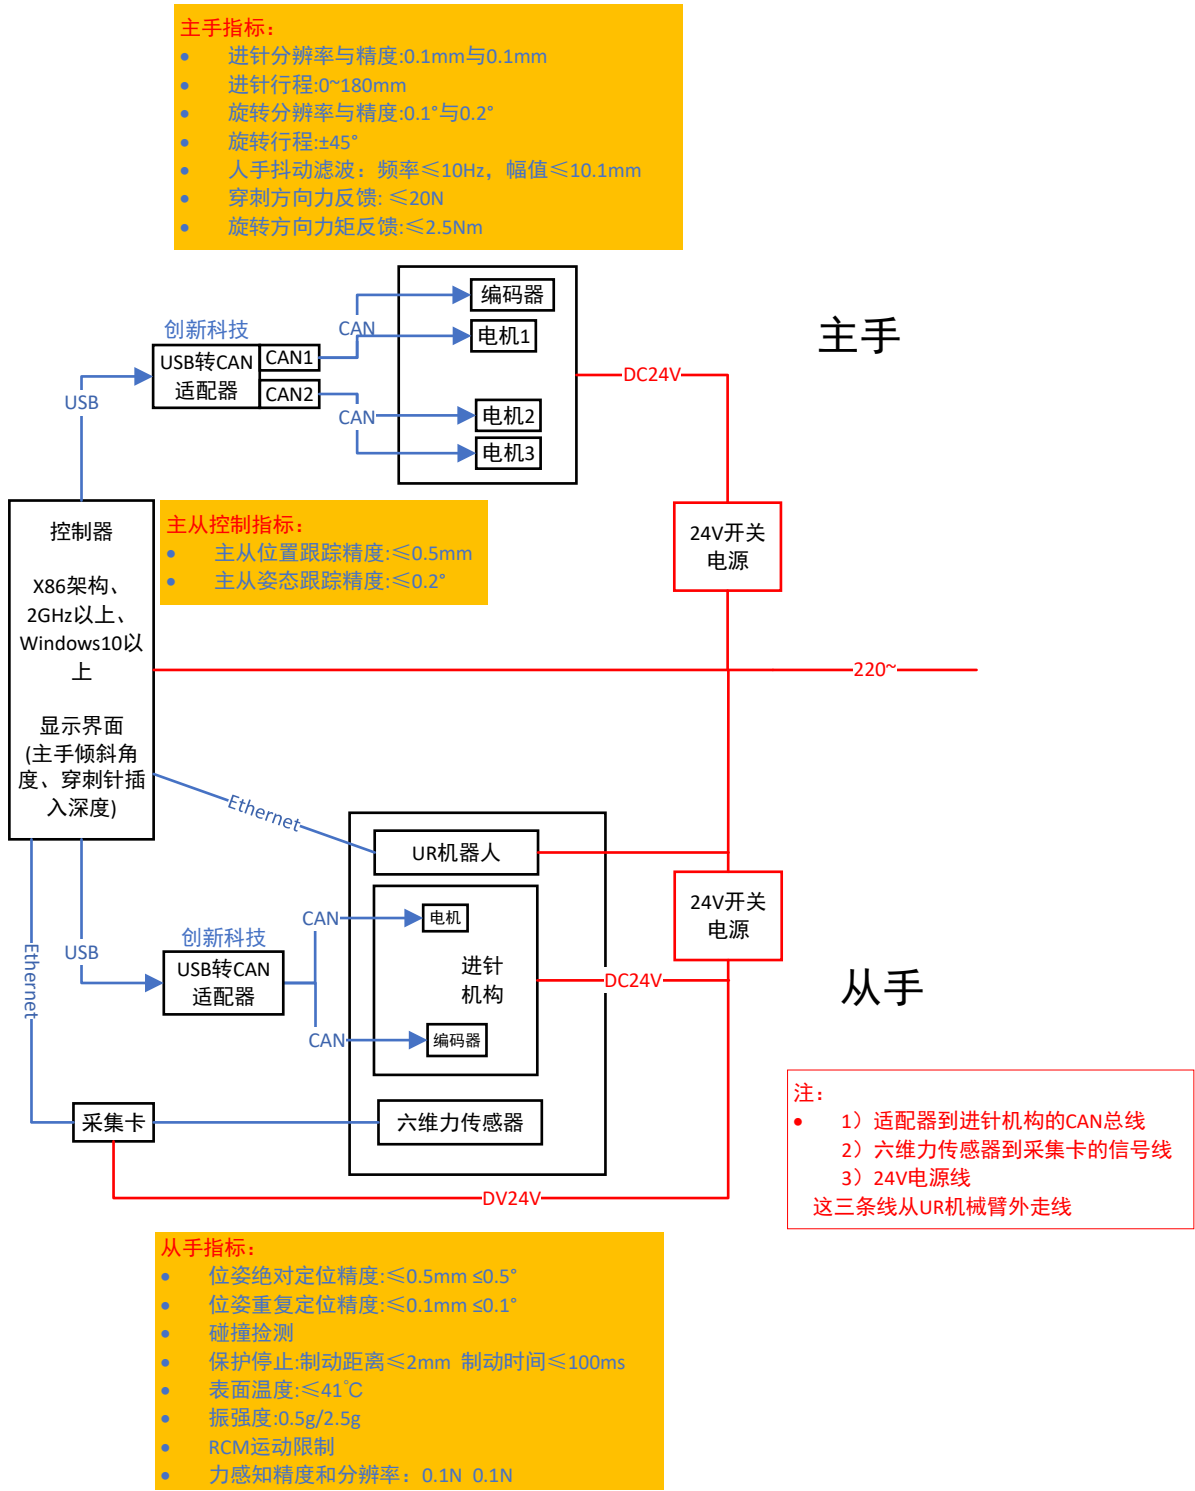 主手指标：
进针分辨率与精度:0.1mm与0.1mm
进针行程:0~180mm
旋转分辨率与精度:0.1°与0.2°
旋转行程:±45°
人手抖动滤波：频率≤10Hz，幅值≤10.1mm
穿刺方向力反馈: ≤20N
旋转方向力矩反馈:≤2.5Nm
编码器
创新科技
CAN
电机1
主手
USB转CAN
适配器
CAN1
CAN2
DC24V
USB
CAN
电机2
电机3
控制器
X86架构、
2GHz以上、
Windows10以
上
显示界面
(主手倾斜角
度、穿刺针插
入深度)
主从控制指标：
主从位置跟踪精度:≤0.5mm
主从姿态跟踪精度:≤0.2°
24V开关
电源
220~
Ethernet
UR机器人
24V开关
电源
CAN
电机
创新科技
USB
Ethernet
USB转CAN
适配器
进针
机构
DC24V
从手
CAN
编码器
采集卡
六维力传感器
DV24V
注：
1）适配器到进针机构的CAN总线
2）六维力传感器到采集卡的信号线
3）24V电源线
这三条线从UR机械臂外走线
从手指标：
位姿绝对定位精度:≤0.5mm ≤0.5°
位姿重复定位精度:≤0.1mm ≤0.1°
碰撞捡测
保护停止:制动距离≤2mm 制动时间≤100ms
表面温度:≤41℃
振强度:0.5g/2.5g
RCM运动限制
力感知精度和分辨率：0.1N 0.1N